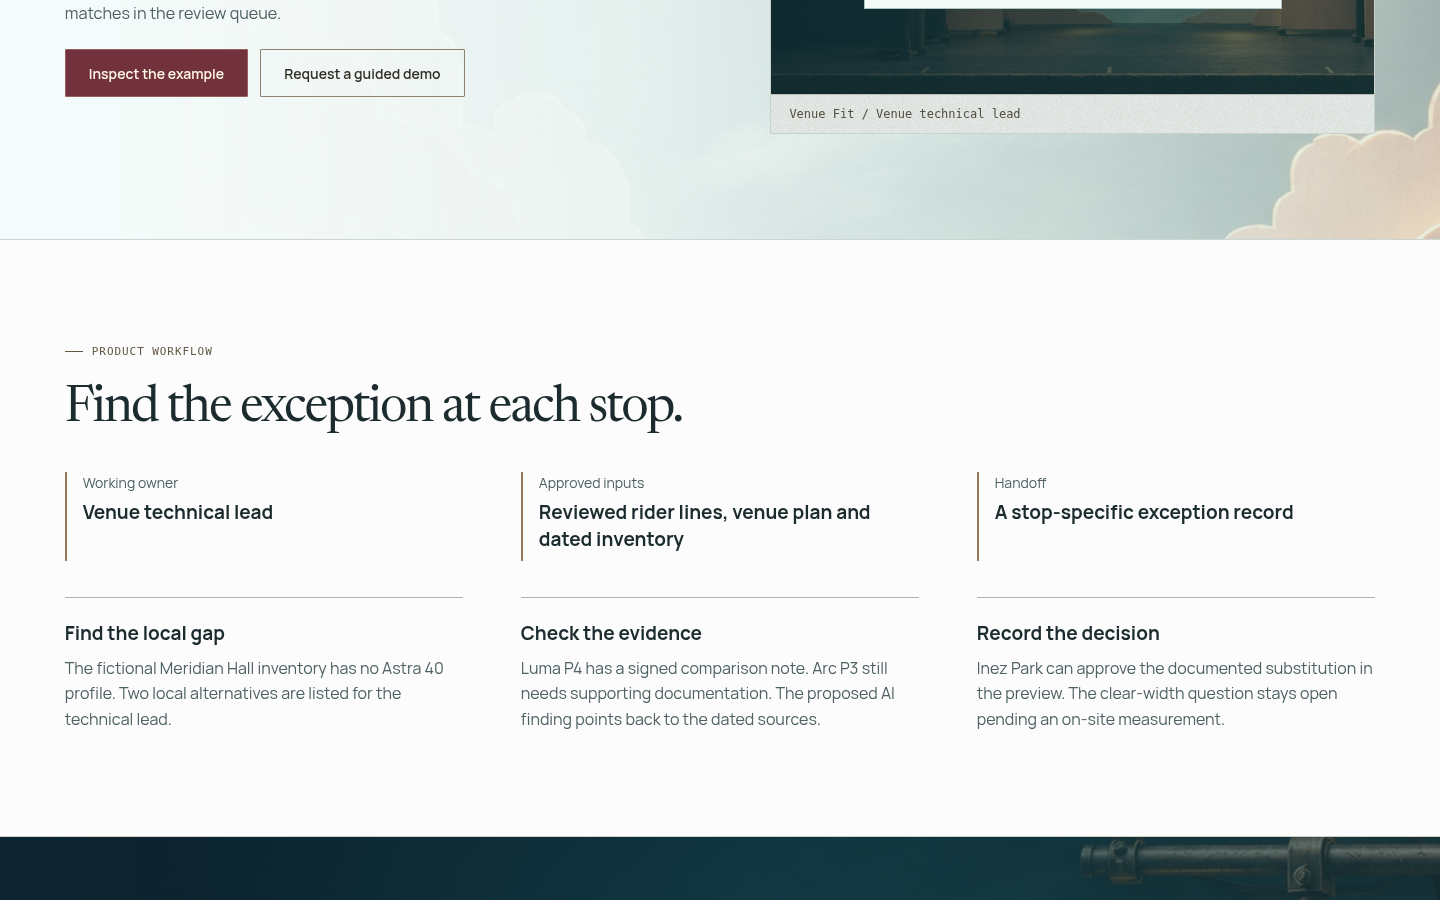 matches in the review queue.
Inspect the example
Request a guided demo
Venue Fit / Venue technical lead
PRODUCT WORKFLOW
Find the exception at each stop.
Working owner
Venue technical lead
Approved inputs
Reviewed rider lines, venue plan and
dated inventory
Handoff
A stop-specific exception record
Find the local gap
The fictional Meridian Hall inventory has no Astra 40
profile. Two local alternatives are listed for the
technical lead.
Check the evidence
Luma P4 has a signed comparison note. Arc P3 still
needs supporting documentation. The proposed AI
finding points back to the dated sources.
Record the decision
Inez Park can approve the documented substitution in
the preview. The clear-width question stays open
pending an on-site measurement.